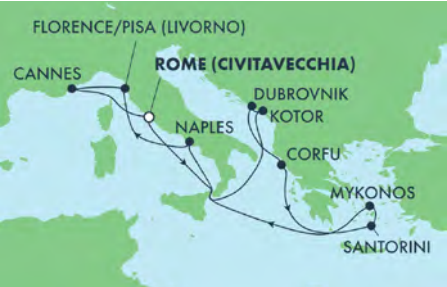 FLORENCE/PISA (LIVORNO)
ROME (CIVITAVECCHIA)
CANNES
DUBROVNIK
KOTOR
NAPLES
CORFU
MYKONOS
SANTORINI